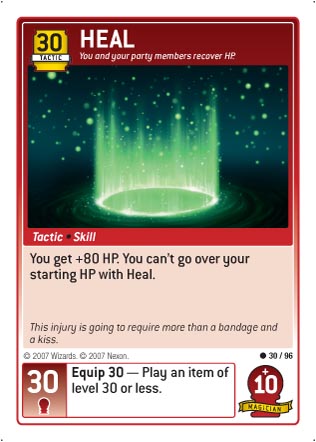 30
TACTIC
HEAL
You and your party members recover HP.
Tactic • Skill
You get +80 HP. You can't go over your
starting HP with Heal.
This injury is going to require more than a bandage and
a kiss.
© 2007 Wizards. © 2007 Nexon.
● 30 / 96
30
Equip 30 — Play an item of
level 30 or less.
+
10
MAGICIAN